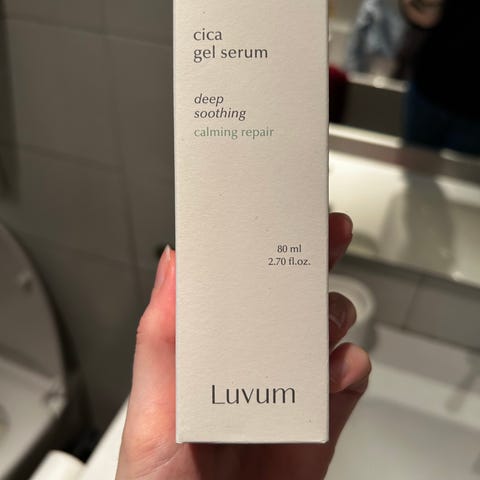 cica
gel serum
deep
soothing
calming repair
80 ml
2.70 fl.oz.
Luvum